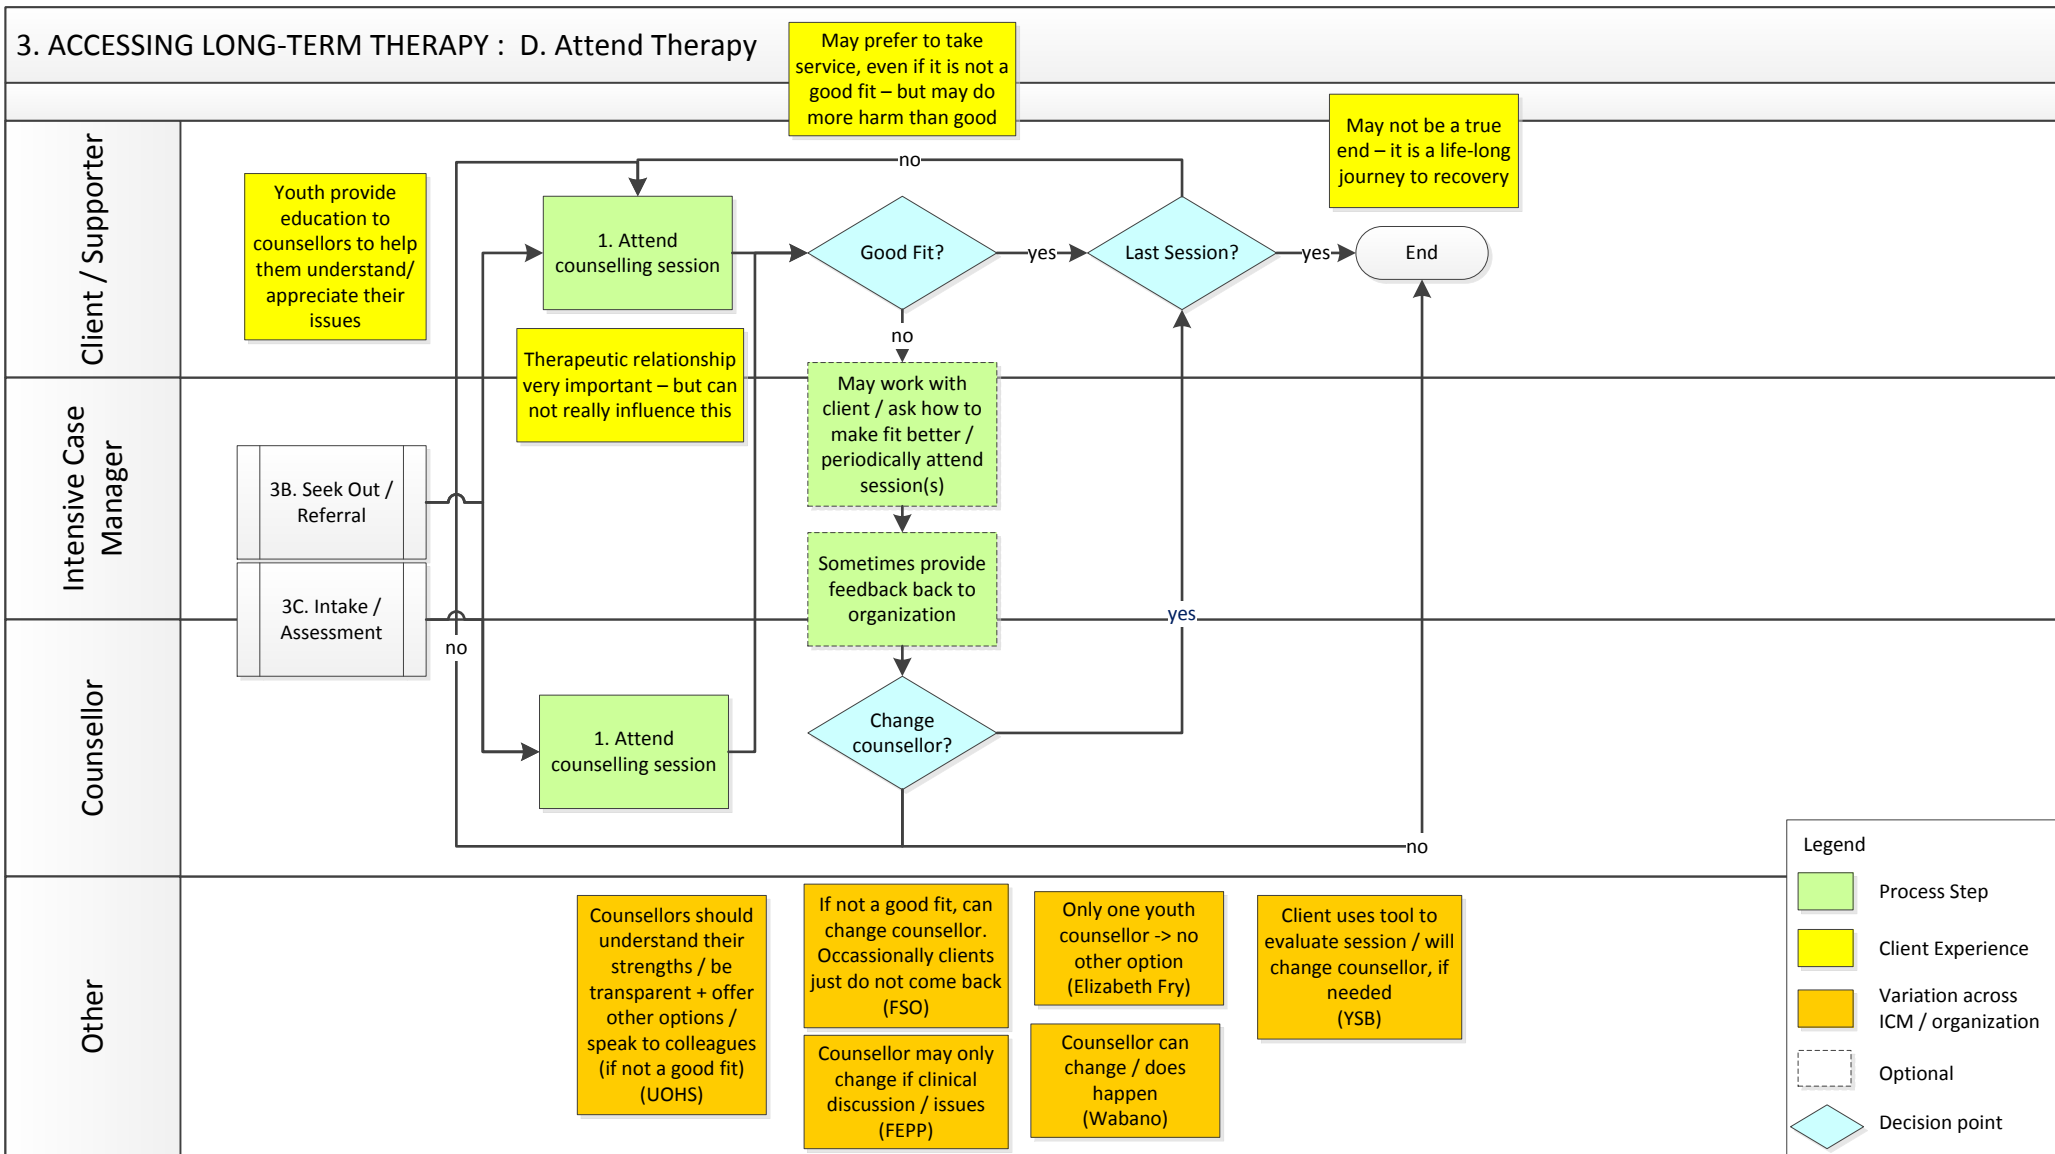 3. ACCESSING LONG-TERM THERAPY :  D. Attend Therapy
May prefer to take
service, even if it is not a
good fit – but may do
more harm than good
Client / Supporter
May not be a true
end – it is a life-long
journey to recovery
Youth provide
education to
counsellors to help
them understand/
appreciate their
issues
no
1. Attend
counselling session
Good Fit?
yes
Last Session?
yes
End
no
Therapeutic relationship
very important – but can
not really influence this
Intensive Case
Manager
May work with
client / ask how to
make fit better /
periodically attend
session(s)
3B. Seek Out /
Referral
Sometimes provide
feedback back to
organization
3C. Intake /
Assessment
yes
no
Counsellor
1. Attend
counselling session
Change
counsellor?
no
Other
Counsellors should
understand their
strengths / be
transparent + offer
other options /
speak to colleagues
(if not a good fit)
(UOHS)
If not a good fit, can
change counsellor.
Occassionally clients
just do not come back
(FSO)
Counsellor may only
change if clinical
discussion / issues
(FEPP)
Only one youth
counsellor -> no
other option
(Elizabeth Fry)
Counsellor can
change / does
happen
(Wabano)
Client uses tool to
evaluate session / will
change counsellor, if
needed
(YSB)
Legend
Process Step
Client Experience
Variation across
ICM / organization
Optional
Decision point